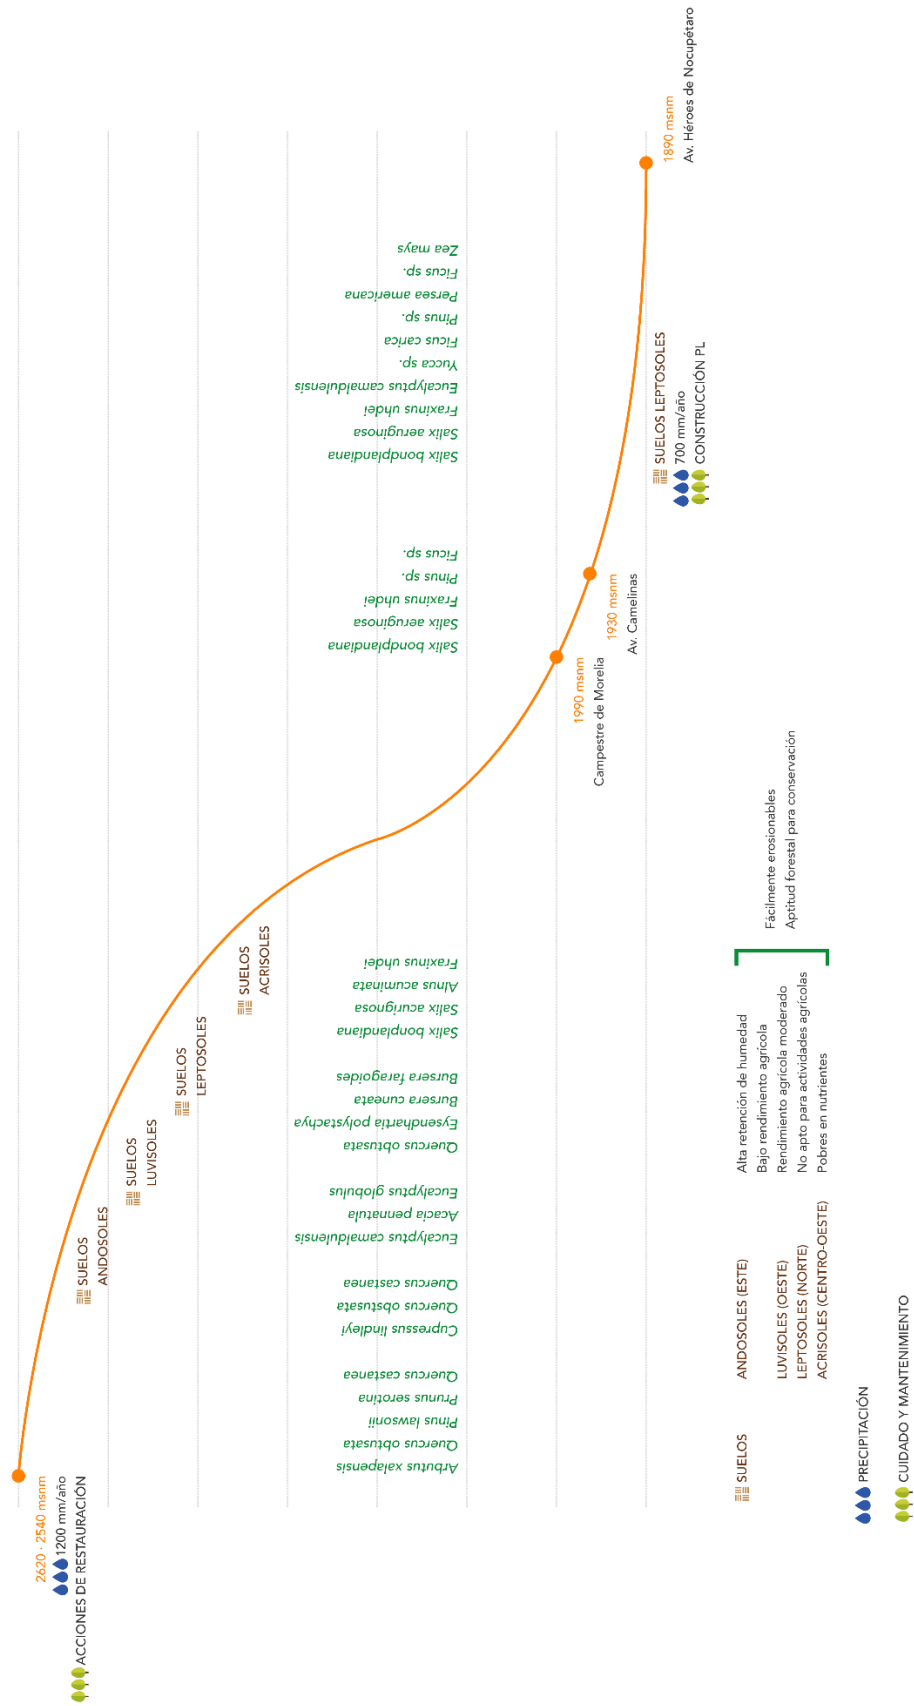 2620 - 2540 msnm
1200 mm/año
ACCIONES DE RESTAURACIÓN
SUELOS
ANDOSOLES
SUELOS
LUVISOLES
SUELOS
LEPTOSOLES
SUELOS
ACRISOLES
1990 msnm
Campestre de Morelia
1930 msnm
Av. Camelinas
SUELOS LEPTOSOLES
700 mm/año
CONSTRUCCIÓN PL
1890 msnm
Av. Héroes de Nocupétaro
Arbutus xalapensis
Quercus obtusata
Pinus lawsonii
Prunus serotina
Quercus castanea
Cupressus lindleyi
Quercus obstusata
Quercus castanea
Eucalyptus camaldulensis
Acacia pennatula
Eucalyptus globulus
Quercus obtusata
Eysendhartia polystachya
Bursera cuneata
Bursera faragoides
Salix bonplandiana
Salix acurignosa
Alnus acuminata
Fraxinus uhdei
Salix bondplandiana
Salix aeruginosa
Fraxinus uhdei
Pinus sp.
Ficus sp.
Salix bondplandiana
Salix aeruginosa
Fraxinus uhdei
Eucalyptus camaldulensis
Yucca sp.
Ficus carica
Pinus sp.
Persea americana
Ficus sp.
Zea mays
SUELOS
ANDOSOLES (ESTE)
Alta retención de humedad
Bajo rendimiento agrícola
LUVISOLES (OESTE)
Rendimiento agrícola moderado
LEPTOSOLES (NORTE)
No apto para actividades agrícolas
ACRISOLES (CENTRO-OESTE)
Pobres en nutrientes
Fácilmente erosionables
Aptitud forestal para conservación
PRECIPITACIÓN
CUIDADO Y MANTENIMIENTO